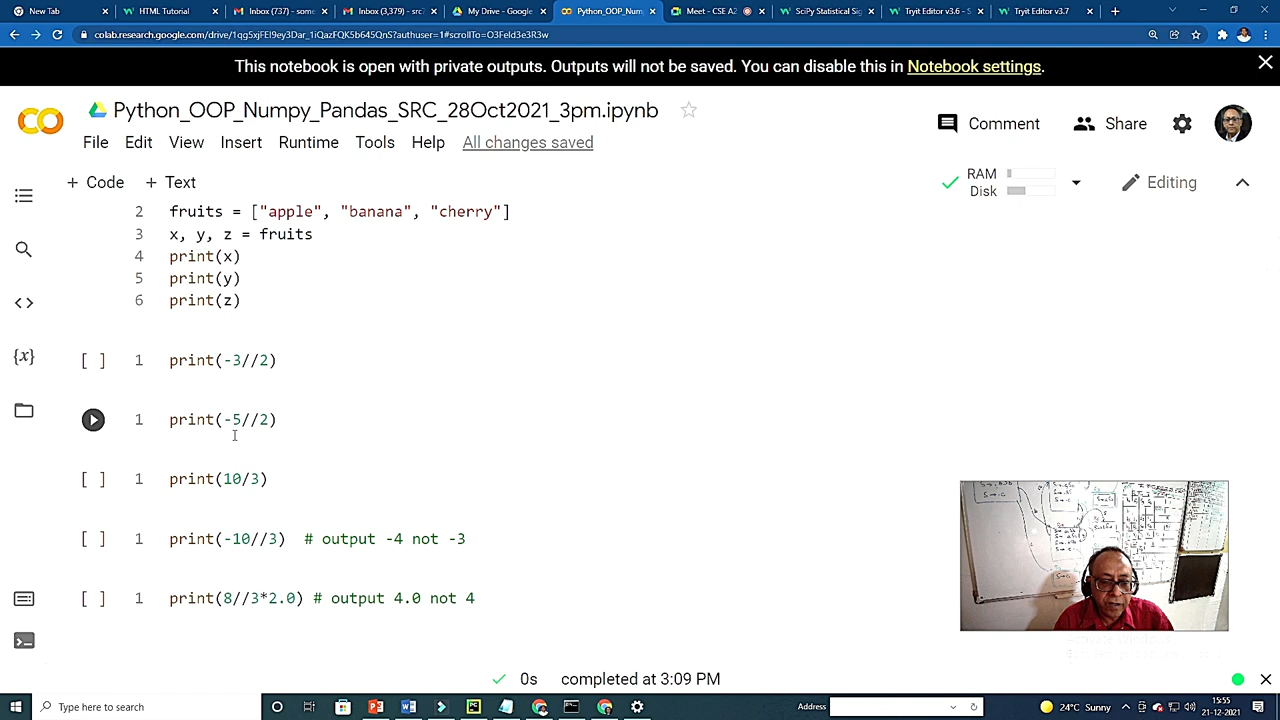 New Tab
HTML Tutorial
Inbox (737) - some
Inbox (3,379) - src7
My Drive - Google
Python_OOP_Num
Meet - CSE A2
SciPy Statistical Sig
Tryit Editor v3.6 - S
Tryit Editor v3.7
colab.research.google.com/drive/1qg5xjFEI9ey3Dar_1iQazFQK5b645QnS?authuser=1#scrollTo=O3Feld3e3R3w
This notebook is open with private outputs. Outputs will not be saved. You can disable this in Notebook settings.
CO
Python_OOP_Numpy_Pandas_SRC_28Oct2021_3pm.ipynb
Comment
Share
File Edit View Insert Runtime Tools Help All changes saved
+ Code + Text
RAM
Disk
Editing
2 fruits = ["apple", "banana", "cherry"]
3 x, y, z = fruits
4 print(x)
5 print(y)
6 print(z)
[ ] 1 print(-3//2)
1 print(-5//2)
[ ] 1 print(10/3)
[ ] 1 print(-10//3) # output -4 not -3
[ ] 1 print(8//3*2.0) # output 4.0 not 4
{x}
0s completed at 3:09 PM
Type here to search
Address
24°C Sunny
15:55
21-12-2021